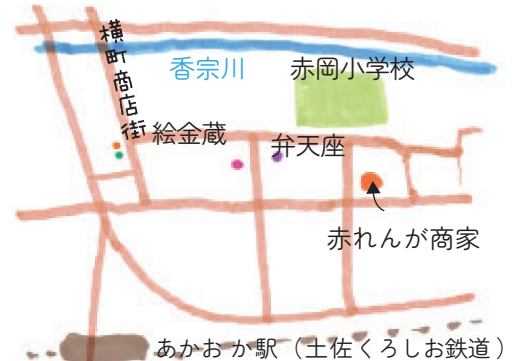 横町商店街
香宗川
赤岡小学校
絵金蔵
弁天座
赤れんが商家
あかおか駅（土佐くろしお鉄道）